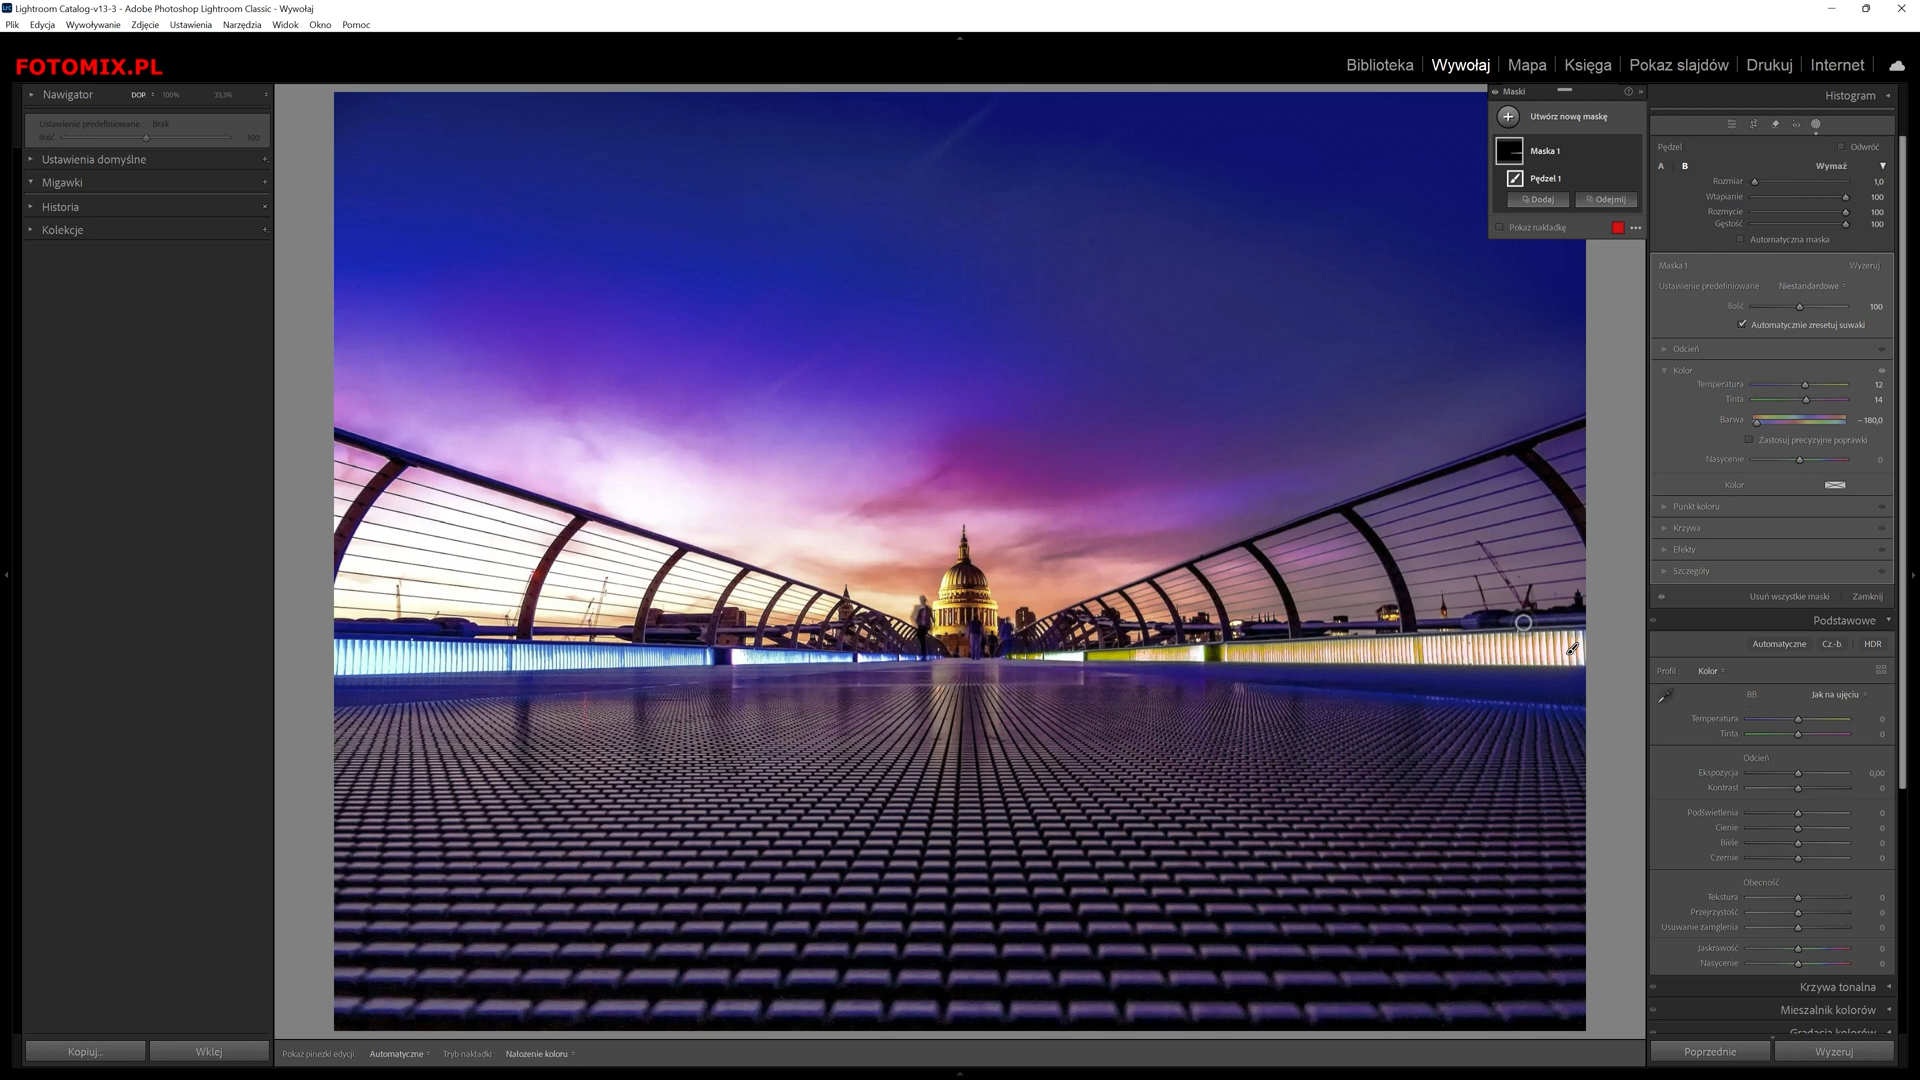 Lightroom Catalog-v13-3 - Adobe Photoshop Lightroom Classic - Wywołaj
Plik Edycja Wywoływanie Zdjęcie Ustawienia Narzędzia Widok Okno Pomoc
FOTOMIX.PL
Biblioteka Wywołaj Mapa Księga Pokaz slajdów Drukuj Internet
Nawigator DOP. 100% 33,3%
Ustawienie predefiniowane Brak
Ilość 100
Ustawienia domyślne
Migawki
Historia
Kolekcje
Kopiuj...
Wklej
Maski
Utwórz nową maskę
Maska 1
Pędzel 1
Dodaj
Odejmij
Pokaż nakładkę
Histogram
Pędzel Odwróć
A B Wymaż
Rozmiar 1,0
Wtapianie 100
Rozmycie 100
Gęstość 100
Automatyczna maska
Maska 1 Wyzeruj
Ustawienie predefiniowane Niestandardowe
Ilość 100
Automatycznie zresetuj suwaki
Odcień
Kolor
Temperatura 12
Tinta 14
Barwa – 180,0
Zastosuj precyzyjne poprawki
Nasycenie 0
Kolor
Punkt koloru
Krzywa
Efekty
Szczegóły
Usuń wszystkie maski Zamknij
Podstawowe
Automatyczne Cz.-b. HDR
Profil Kolor
BB Jak na ujęciu
Temperatura 0
Tinta 0
Odcień
Ekspozycja 0,00
Kontrast 0
Podświetlenia 0
Cienie 0
Biele 0
Czernie 0
Obecność
Tekstura 0
Przejrzystość 0
Usuwanie zamglenia 0
Jaskrawość 0
Nasycenie 0
Krzywa tonalna
Mieszalnik kolorów
Gradacja kolorów
Poprzednie
Wyzeruj
Pokaż pinezki edycji: Automatyczne Tryb nakładki: Nałożenie koloru